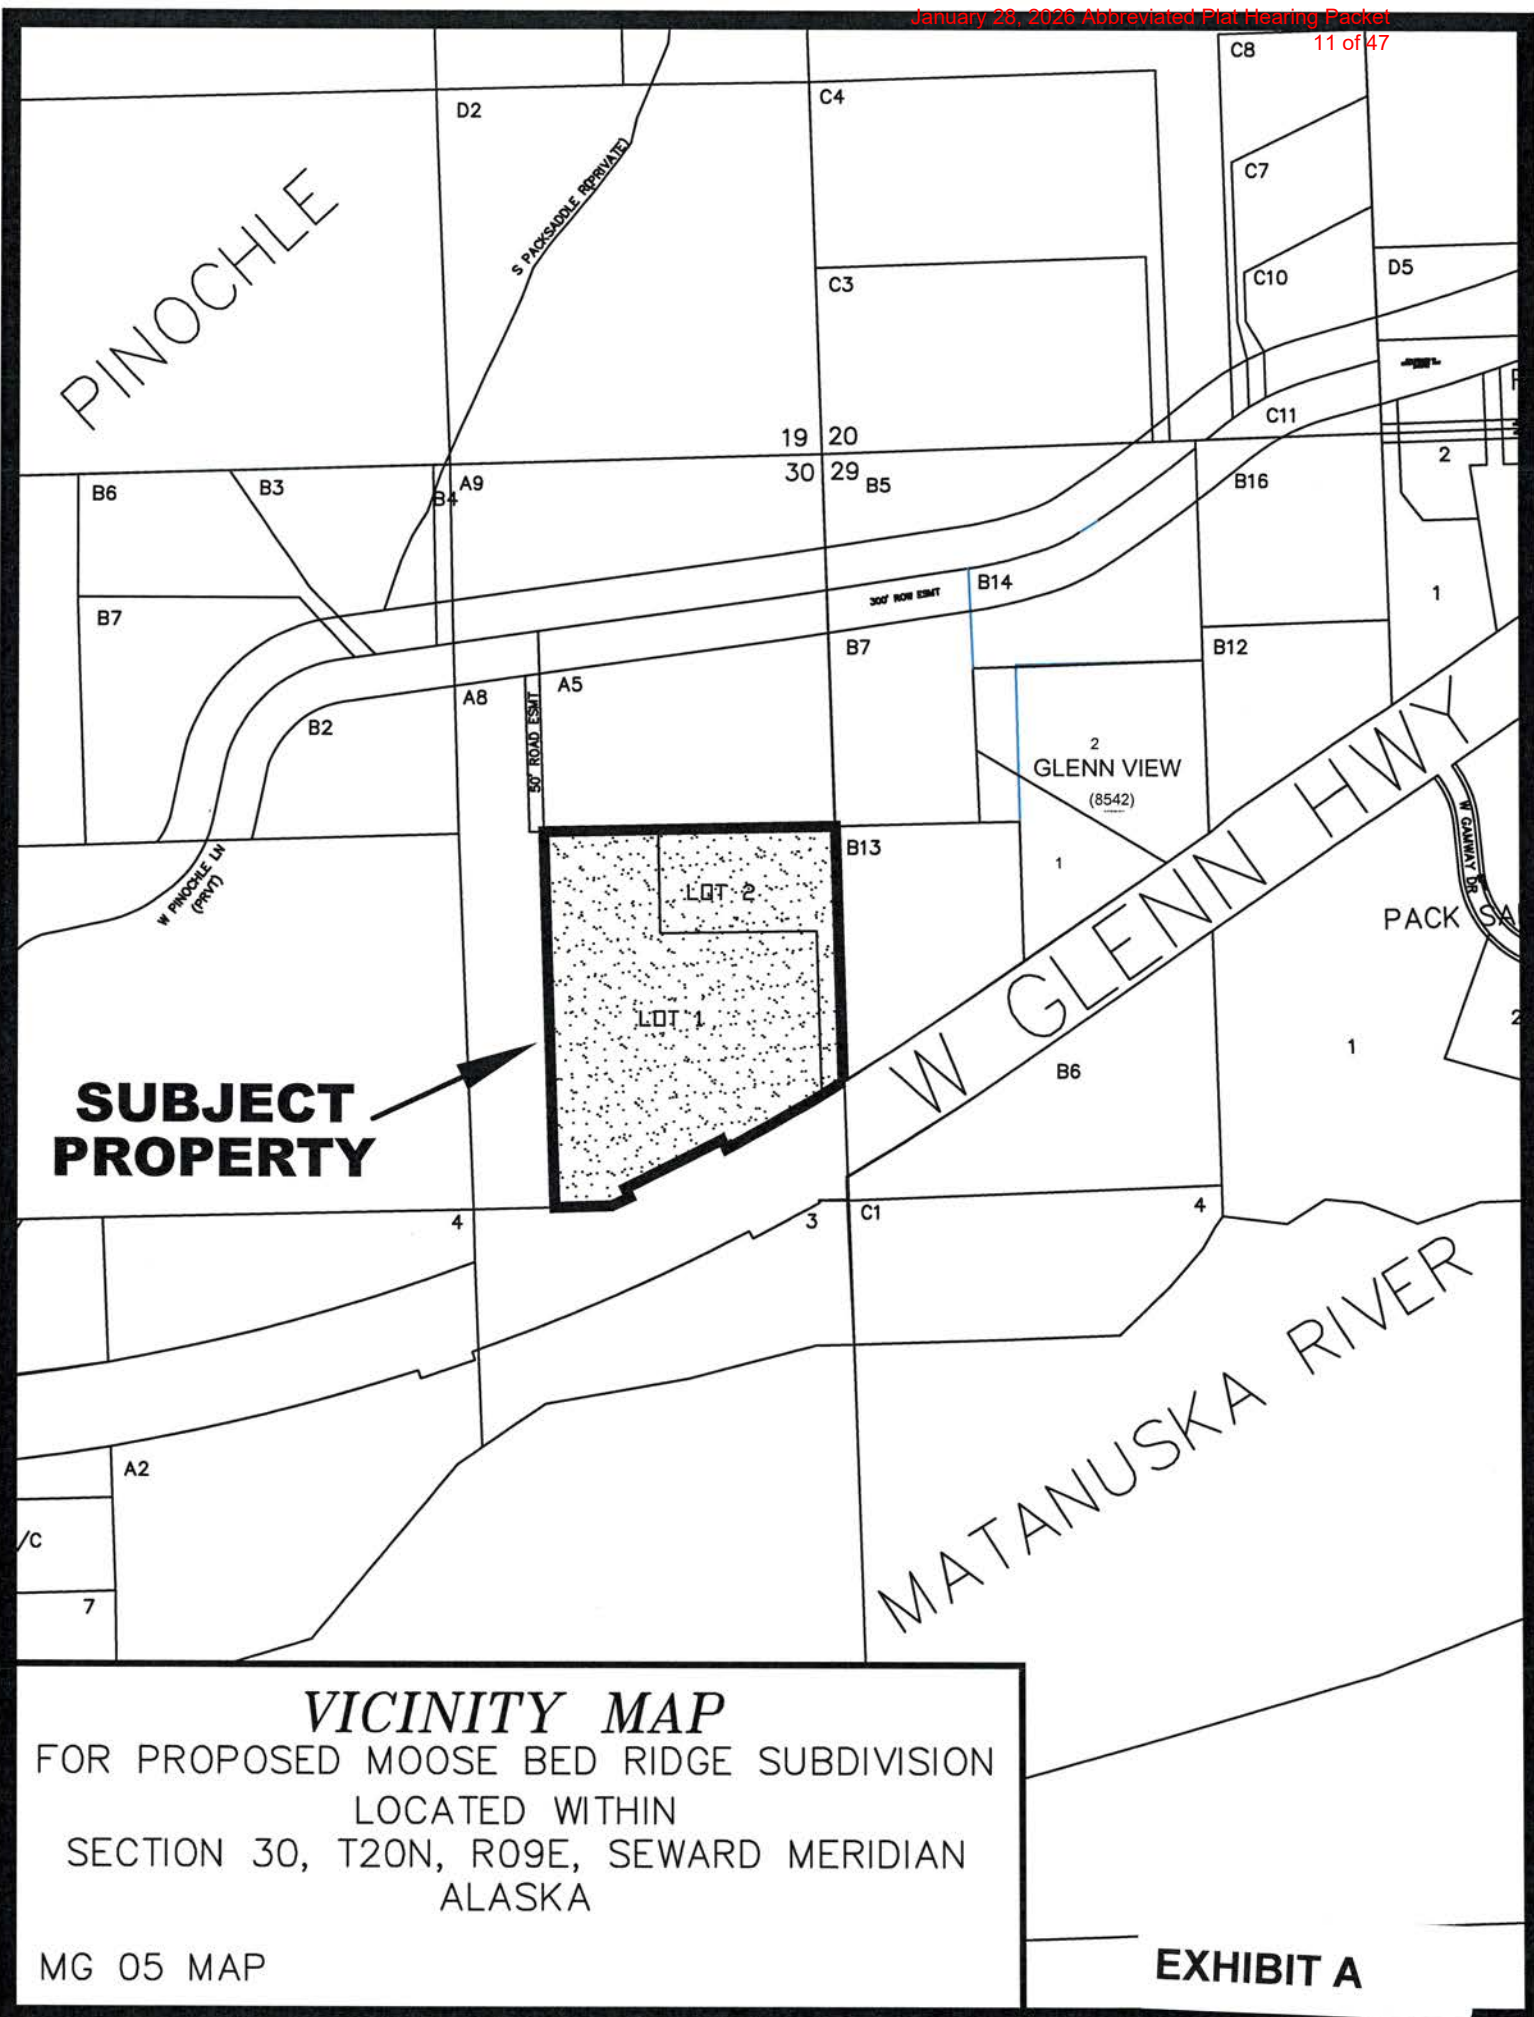 January 28, 2026 Abbreviated Plat Hearing Packet
11 of 47
C8
D2
C4
S PACKSADDLE RD(PRIVATE)
C7
PINOCHLE
C3
C10
D5
C11
19
20
30
29
B5
2
B6
B3
B4
A9
B16
B7
300' ROW ESMT
B14
1
B7
B12
A8
A5
B2
50' ROAD ESMT
2
GLENN VIEW
(8542)
W GLENN HWY
W GANWAY DR
B13
1
W PINOCHLE LN
(PRVT)
LOT 2
PACK SA
LOT 1
2
1
B6
SUBJECT
PROPERTY
4
3
C1
4
MATANUSKA RIVER
A2
/C
7
VICINITY MAP
FOR PROPOSED MOOSE BED RIDGE SUBDIVISION
LOCATED WITHIN
SECTION 30, T20N, R09E, SEWARD MERIDIAN
ALASKA
MG 05 MAP
EXHIBIT A